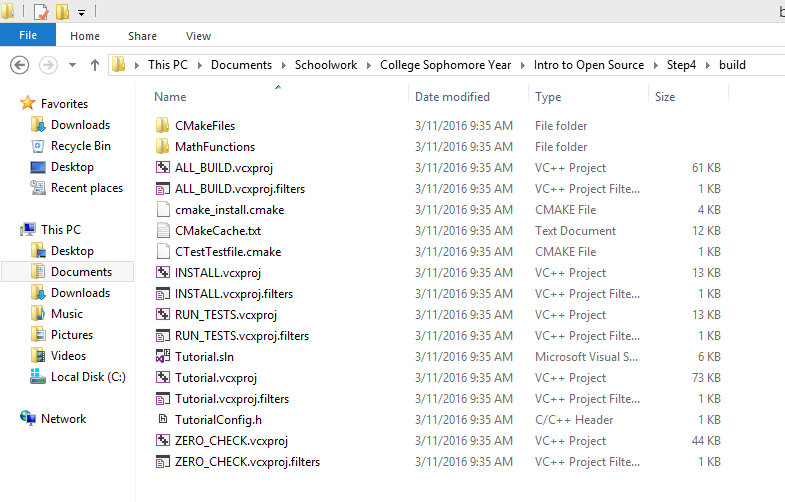 File Home Share View
This PC Documents Schoolwork College Sophomore Year Intro to Open Source Step4 build
Name Date modified Type Size
Favorites
Downloads
Recycle Bin
Desktop
Recent places
This PC
Desktop
Documents
Downloads
Music
Pictures
Videos
Local Disk (C:)
Network
CMakeFiles 3/11/2016 9:35 AM File folder
MathFunctions 3/11/2016 9:35 AM File folder
ALL_BUILD.vcxproj 3/11/2016 9:35 AM VC++ Project 61 KB
ALL_BUILD.vcxproj.filters 3/11/2016 9:35 AM VC++ Project Filte... 1 KB
cmake_install.cmake 3/11/2016 9:35 AM CMAKE File 4 KB
CMakeCache.txt 3/11/2016 9:35 AM Text Document 12 KB
CTestTestfile.cmake 3/11/2016 9:35 AM CMAKE File 1 KB
INSTALL.vcxproj 3/11/2016 9:35 AM VC++ Project 13 KB
INSTALL.vcxproj.filters 3/11/2016 9:35 AM VC++ Project Filte... 1 KB
RUN_TESTS.vcxproj 3/11/2016 9:35 AM VC++ Project 13 KB
RUN_TESTS.vcxproj.filters 3/11/2016 9:35 AM VC++ Project Filte... 1 KB
Tutorial.sln 3/11/2016 9:35 AM Microsoft Visual S... 6 KB
Tutorial.vcxproj 3/11/2016 9:35 AM VC++ Project 73 KB
Tutorial.vcxproj.filters 3/11/2016 9:35 AM VC++ Project Filte... 1 KB
TutorialConfig.h 3/11/2016 9:35 AM C/C++ Header 1 KB
ZERO_CHECK.vcxproj 3/11/2016 9:35 AM VC++ Project 44 KB
ZERO_CHECK.vcxproj.filters 3/11/2016 9:35 AM VC++ Project Filte... 1 KB